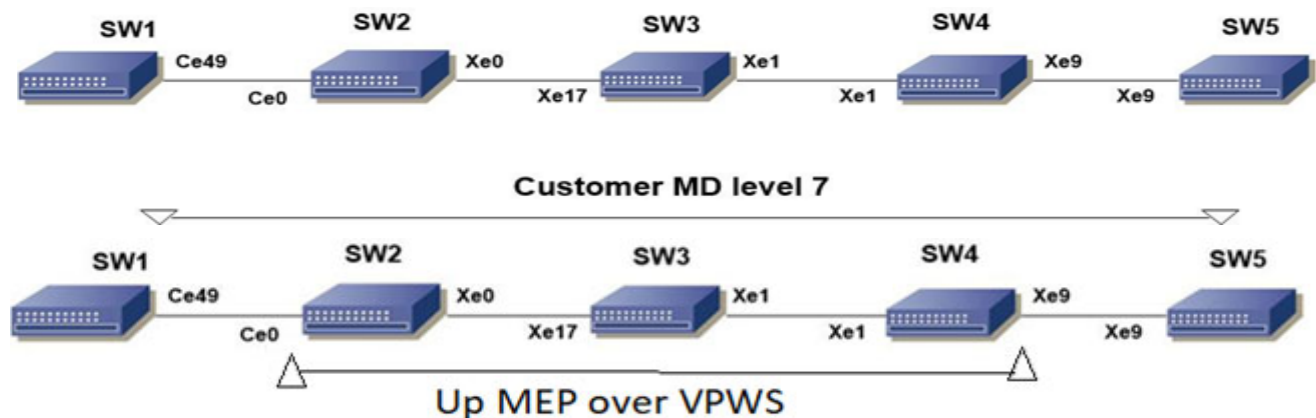 SW1 SW2 SW3 SW4 SW5
Ce49 Xe0 Xe1 Xe9
Ce0 Xe17 Xe1 Xe9
Customer MD level 7
SW1 SW2 SW3 SW4 SW5
Ce49 Xe0 Xe1 Xe9
Ce0 Xe17 Xe1 Xe9
Up MEP over VPWS